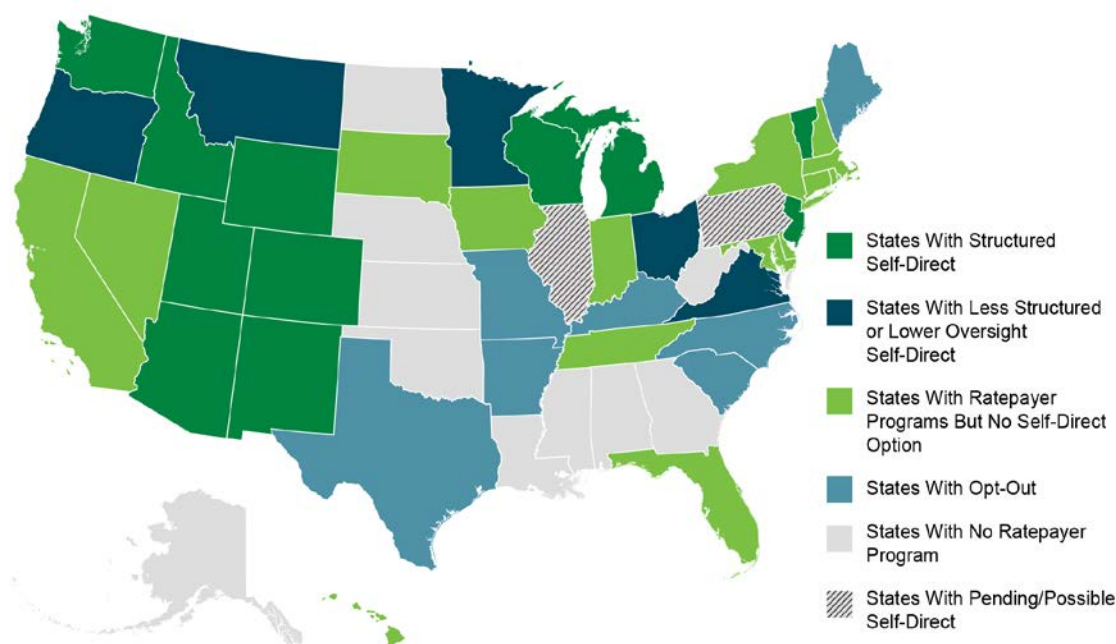 States With Structured
Self-Direct
States With Less Structured
or Lower Oversight
Self-Direct
States With Ratepayer
Programs But No Self-Direct
Option
States With Opt-Out
States With No Ratepayer
Program
States With Pending/Possible
Self-Direct